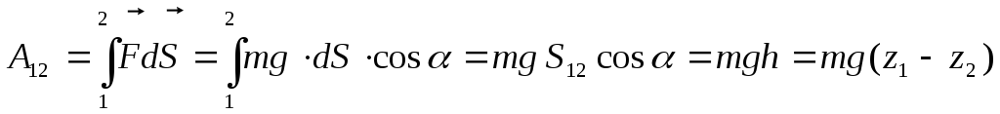 A₁₂ = ∫₁² F⃗dS⃗ = ∫₁² mg ·dS ·cos α = mg S₁₂ cos α = mgh = mg(z₁ - z₂)